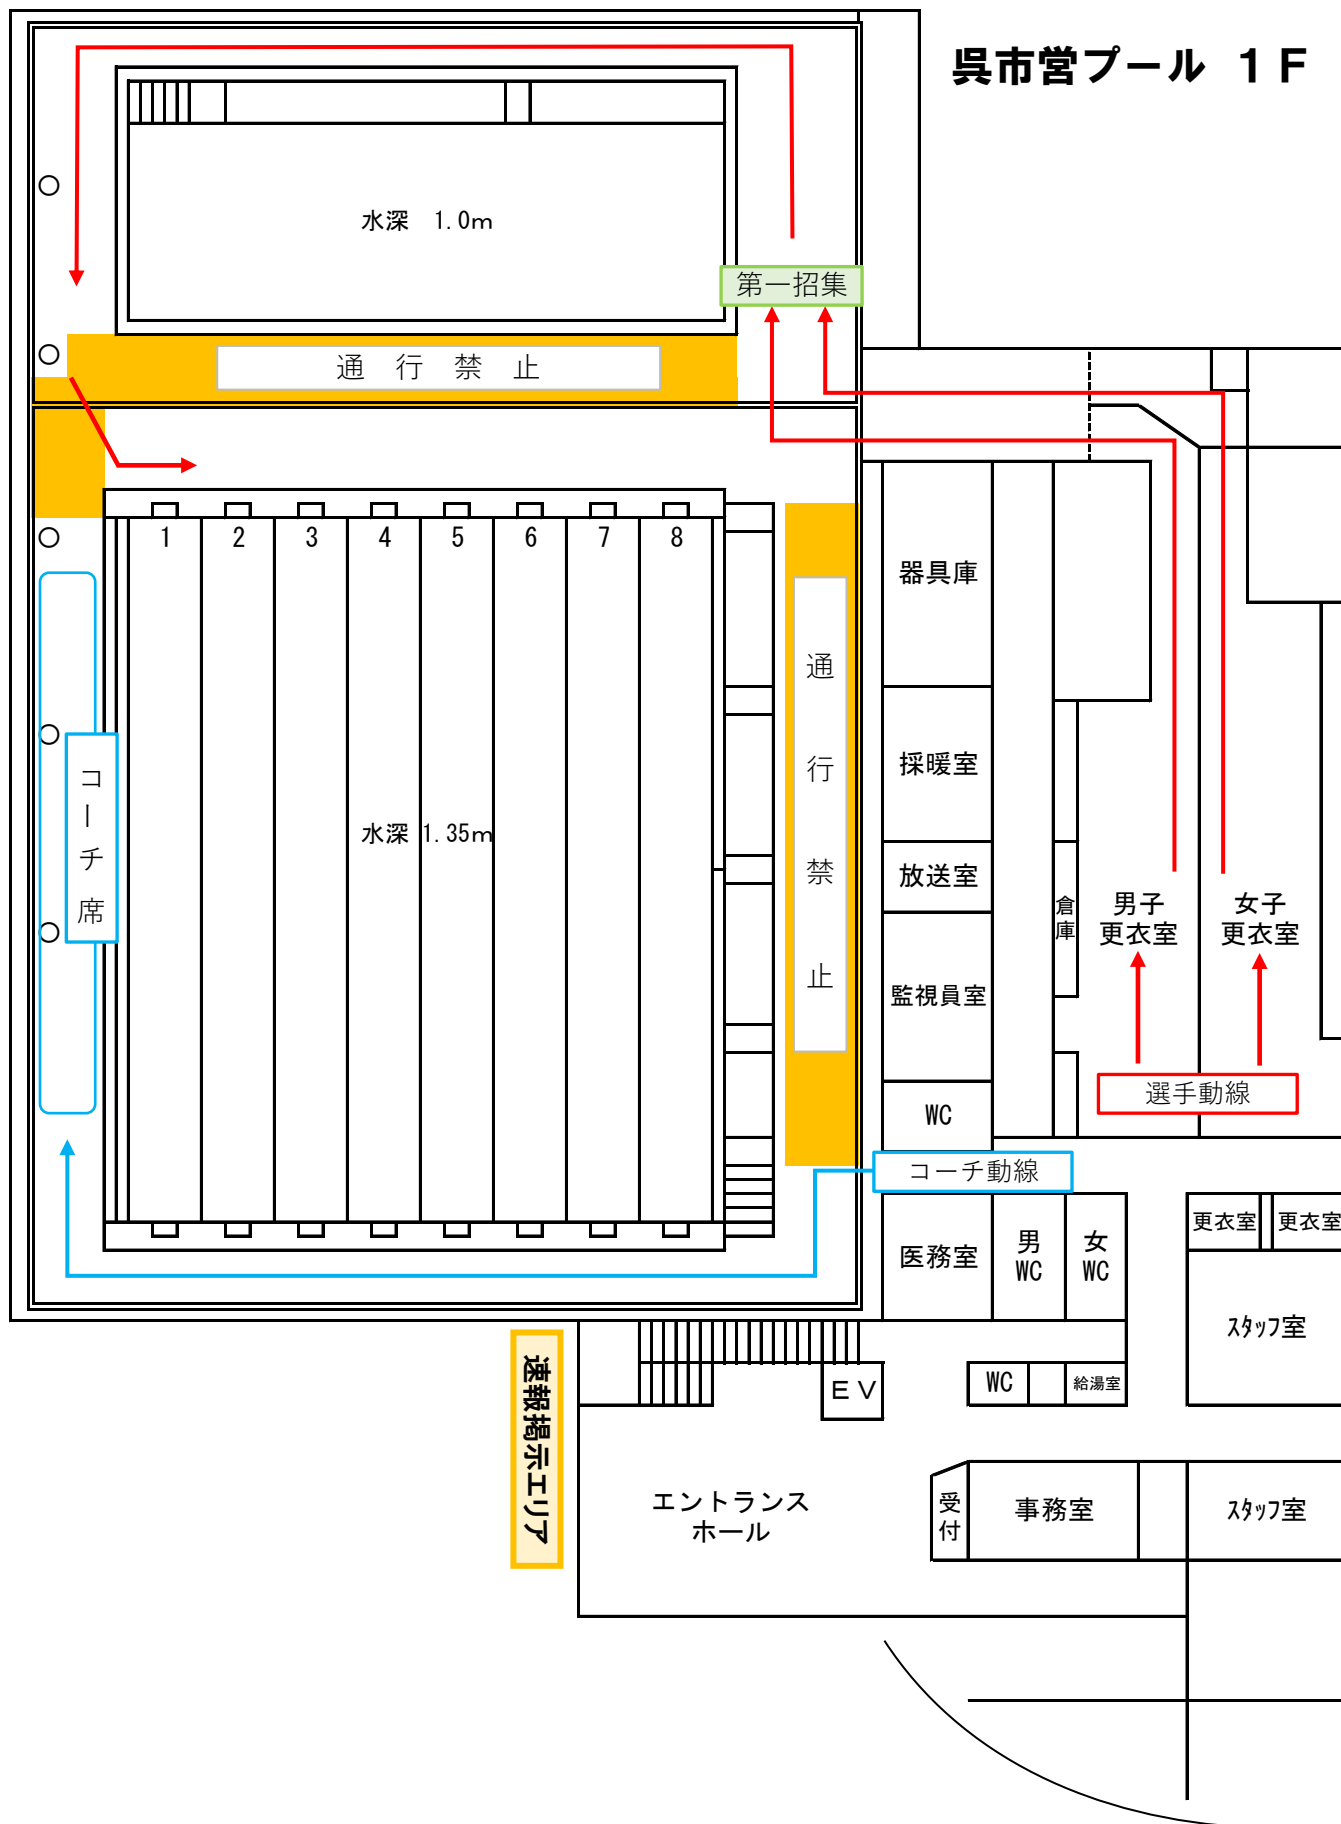 呉市営プール 1F
水深 1.0m
第一招集
通行禁止
1 2 3 4 5 6 7 8
器具庫
通行禁止
採暖室
コーチ席
水深 1.35m
放送室
倉庫
男子
更衣室
女子
更衣室
監視員室
選手動線
WC
コーチ動線
医務室
男
WC
女
WC
更衣室
更衣室
スタッフ室
速報掲示エリア
EV
WC
給湯室
エントランス
ホール
受付
事務室
スタッフ室